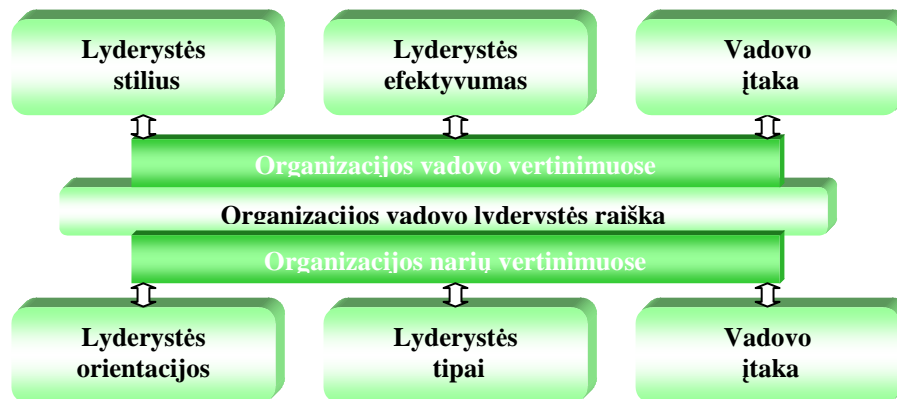 Lyderystės
stilius
Lyderystės
efektyvumas
Vadovo
įtaka
Organizacijos vadovo vertinimuose
Organizacijos vadovo lyderystės raiška
Organizacijos narių vertinimuose
Lyderystės
orientacijos
Lyderystės
tipai
Vadovo
įtaka